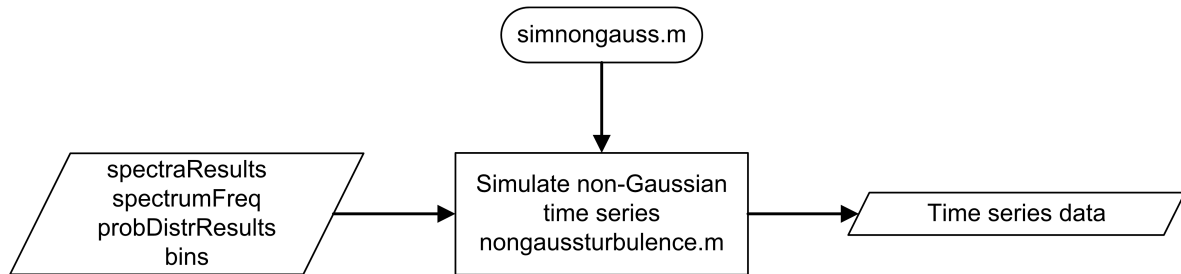 simnongauss.m
spectraResults
spectrumFreq
probDistrResults
bins
Simulate non-Gaussian
time series
nongaussturbulence.m
Time series data